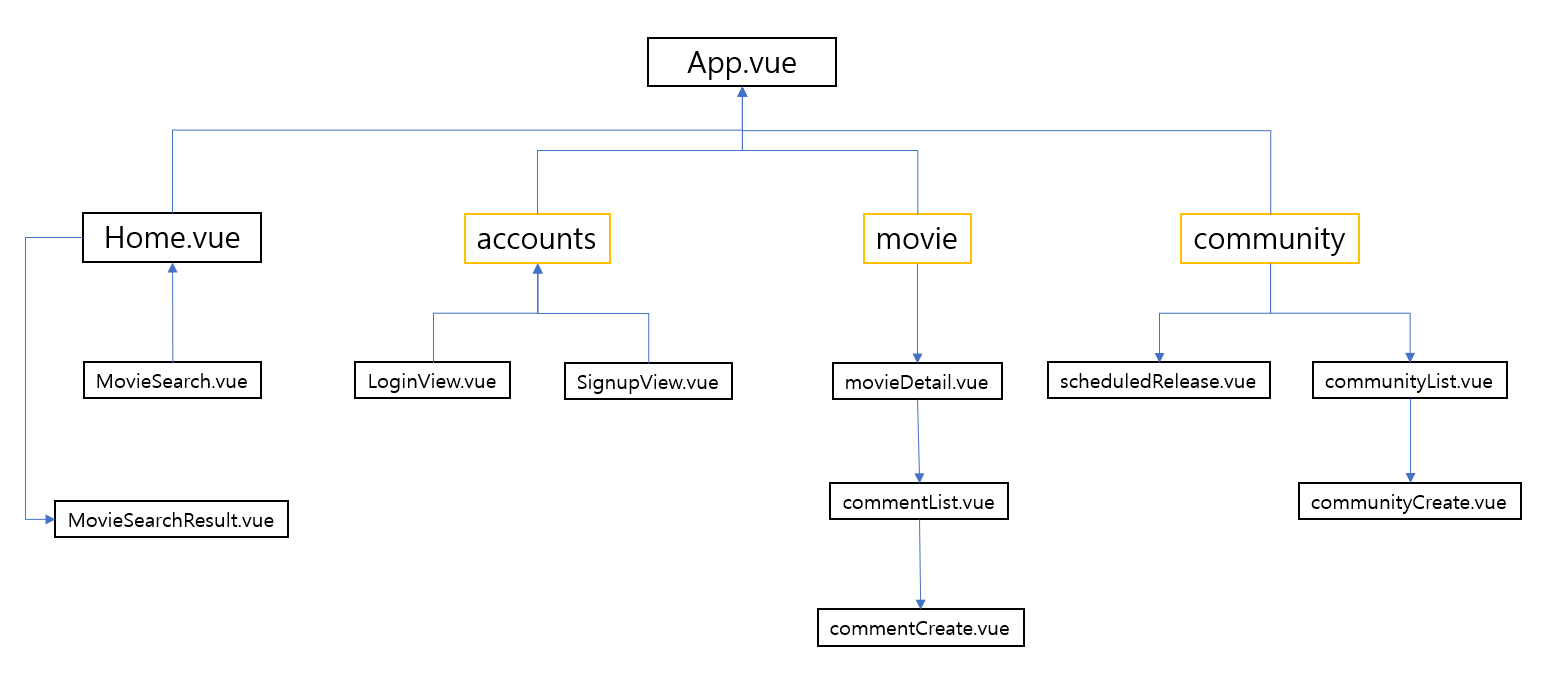 App.vue
Home.vue
accounts
movie
community
MovieSearch.vue
LoginView.vue
SignupView.vue
movieDetail.vue
scheduledRelease.vue
communityList.vue
MovieSearchResult.vue
commentList.vue
communityCreate.vue
commentCreate.vue